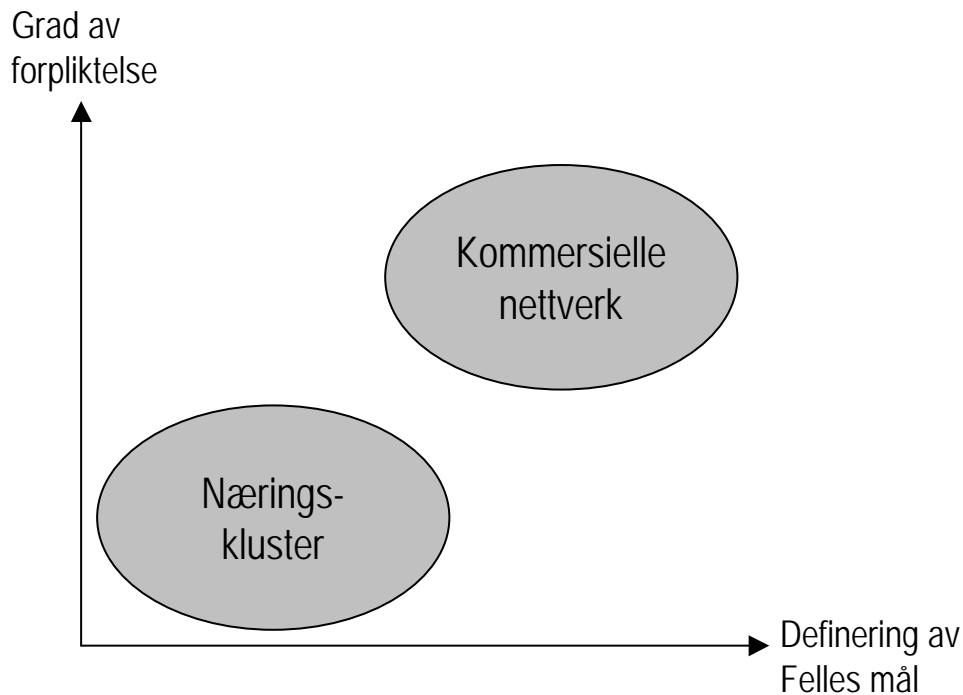 Grad av
forpliktelse
Kommersielle
nettverk
Nærings-
kluster
Definering av
Felles mål